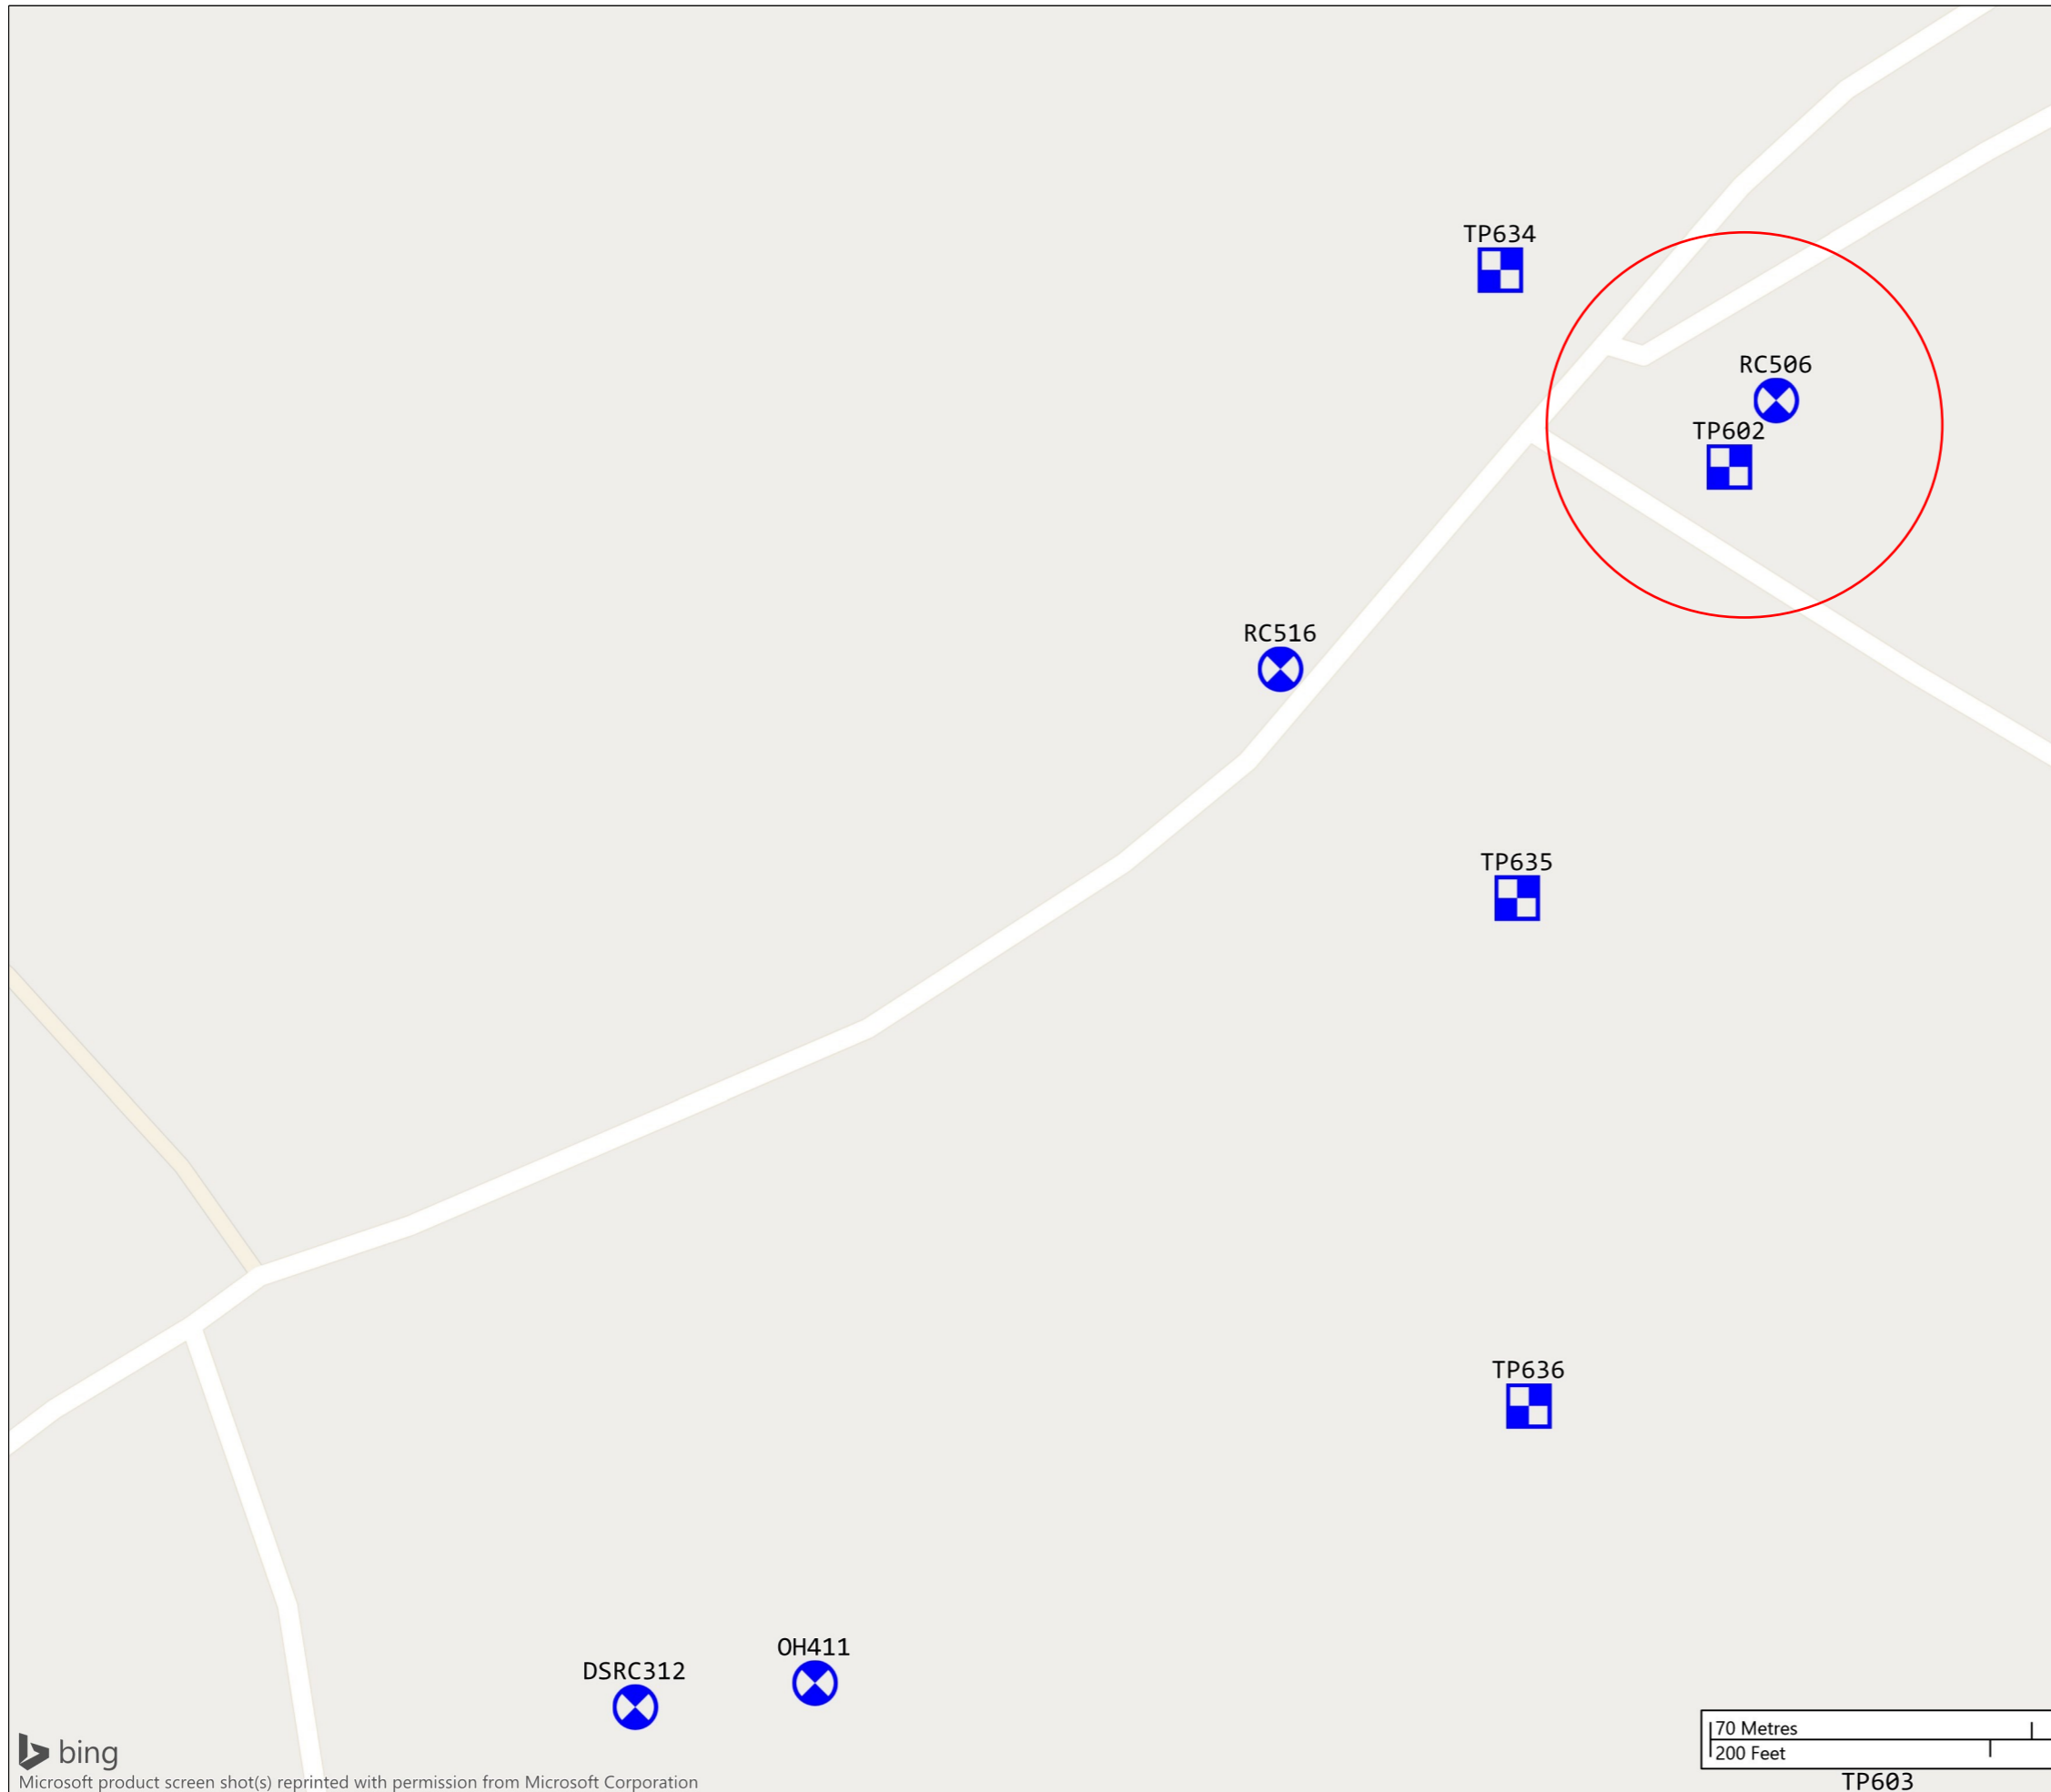 TP634
RC506
TP602
RC516
TP635
TP636
OH411
DSRC312
70 Metres
200 Feet
bing
Microsoft product screen shot(s) reprinted with permission from Microsoft Corporation
TP603